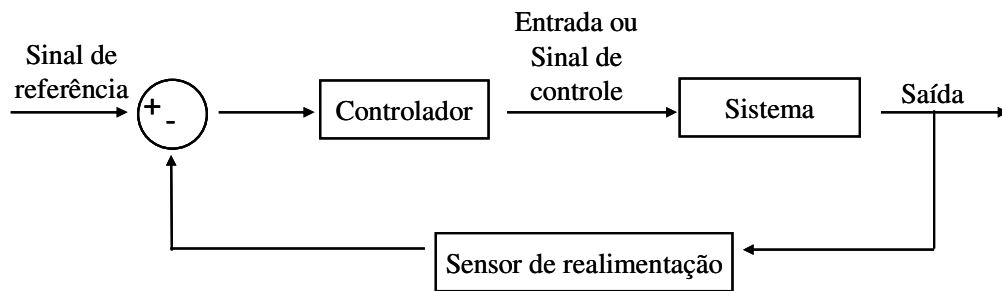 Sinal de
referência
+
-
Controlador
Entrada ou
Sinal de
controle
Sistema
Saída
Sensor de realimentação